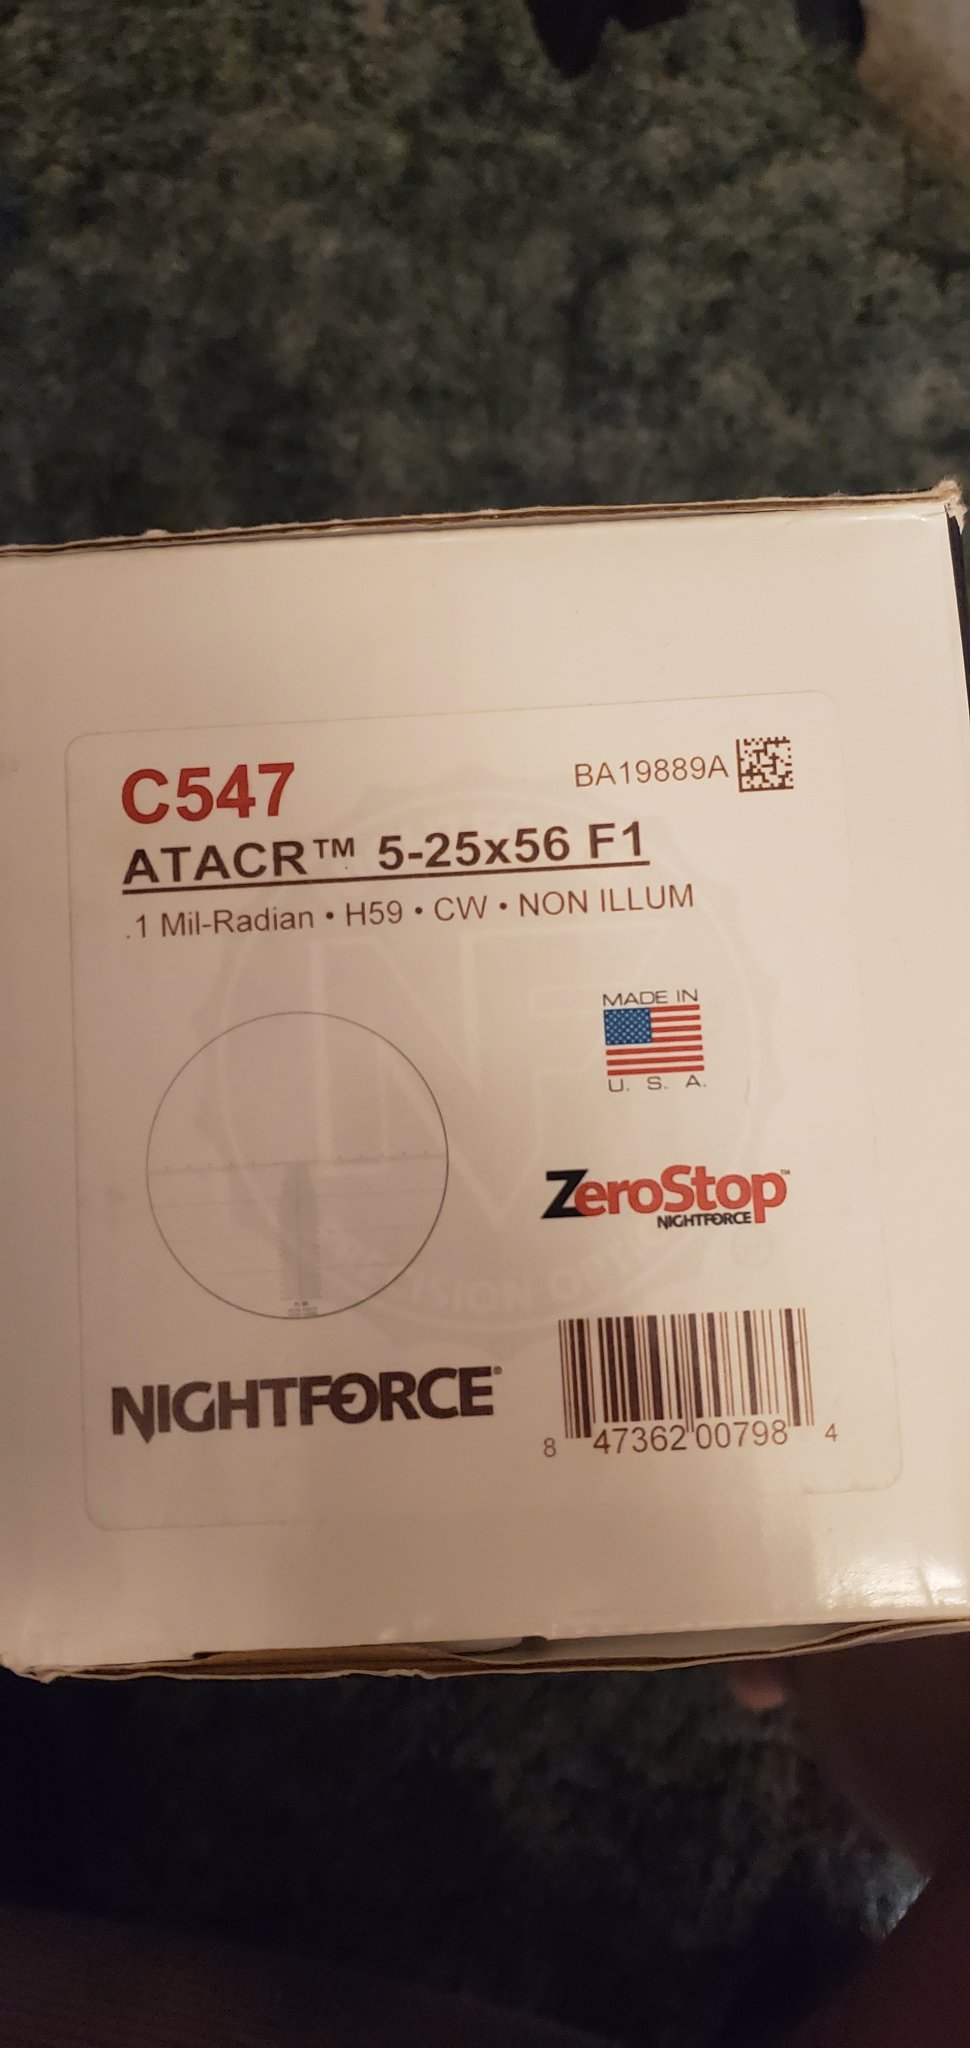 C547
BA19889A
ATACR™ 5-25x56 F1
.1 Mil-Radian • H59 • CW • NON ILLUM
MADE IN
U. S. A.
ZeroStop™
NIGHTFORCE
NIGHTFORCE®
8 47362 00798 4